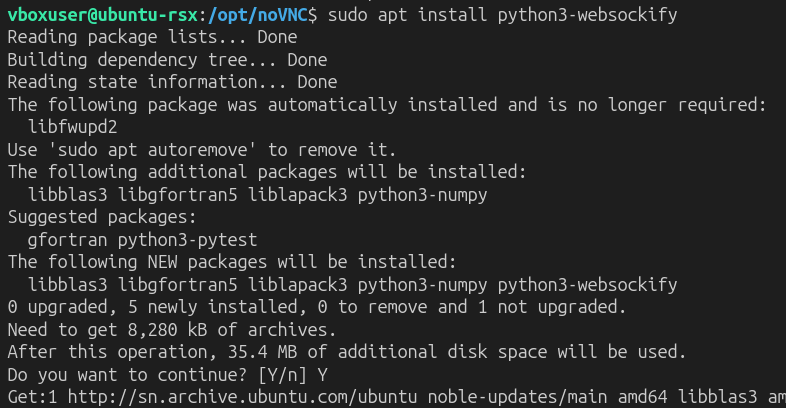 vboxuser@ubuntu-rsx:/opt/noVNC$ sudo apt install python3-websockify
Reading package lists... Done
Building dependency tree... Done
Reading state information... Done
The following package was automatically installed and is no longer required:
  libfwupd2
Use 'sudo apt autoremove' to remove it.
The following additional packages will be installed:
  libblas3 libgfortran5 liblapack3 python3-numpy
Suggested packages:
  gfortran python3-pytest
The following NEW packages will be installed:
  libblas3 libgfortran5 liblapack3 python3-numpy python3-websockify
0 upgraded, 5 newly installed, 0 to remove and 1 not upgraded.
Need to get 8,280 kB of archives.
After this operation, 35.4 MB of additional disk space will be used.
Do you want to continue? [Y/n] Y
Get:1 http://sn.archive.ubuntu.com/ubuntu noble-updates/main amd64 libblas3 am